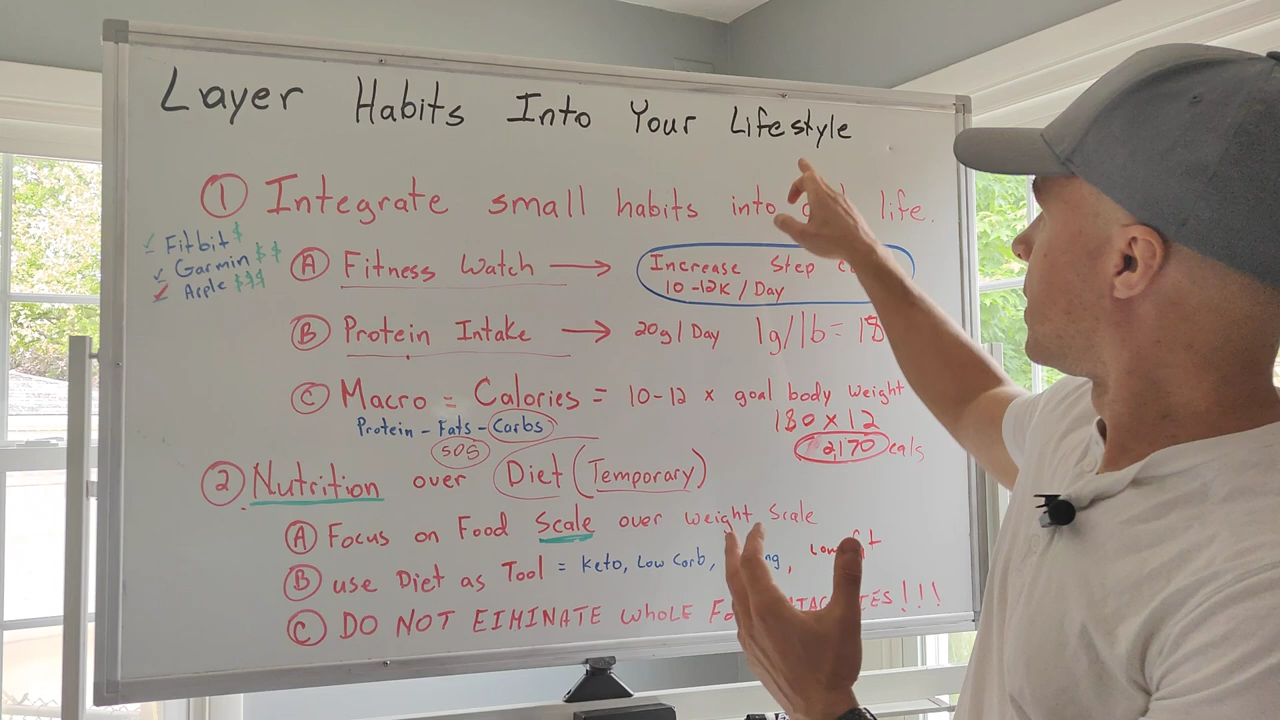 Layer Habits Into Your Lifestyle
① Integrate small habits into life.
✓ Fitbit $
✓ Garmin $$
✓ Apple $$$
Ⓐ Fitness Watch → Increase Step
10-12K / Day
Ⓑ Protein Intake → 20g / Day 1g/lb = 18
Ⓒ Macro = Calories = 10-12 x goal body weight
Protein - Fats - Carbs
180 x 12
2,170 cals
② Nutrition over Diet (Temporary)
Ⓐ Focus on Food Scale over weight Scale
Ⓑ use Diet as Tool = Keto, Low Carb,
Ⓒ DO NOT EIMINATE WHOLE